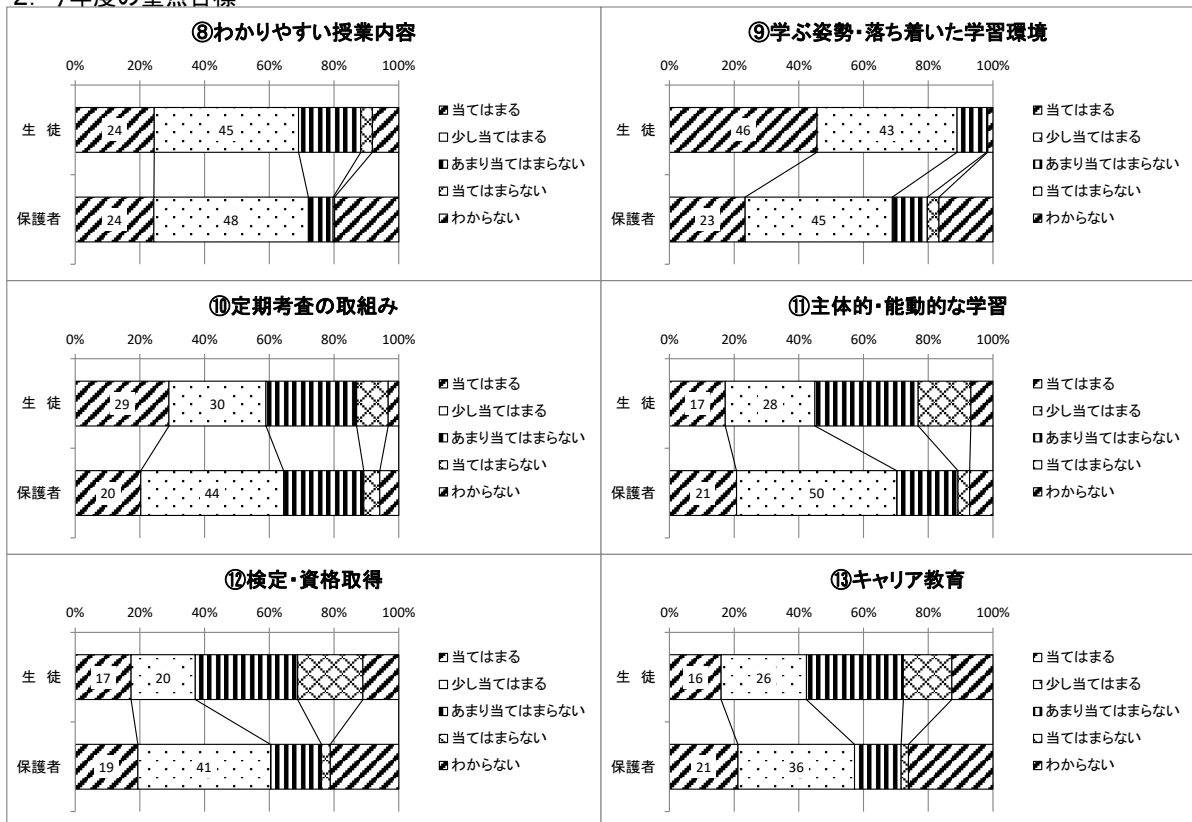 ⑧わかりやすい授業内容
0% 20% 40% 60% 80% 100%
生 徒 24 45
保護者 24 48
当てはまる
少し当てはまる
あまり当てはまらない
当てはまらない
わからない
⑨学ぶ姿勢・落ち着いた学習環境
0% 20% 40% 60% 80% 100%
生 徒 46 43
保護者 23 45
当てはまる
少し当てはまる
あまり当てはまらない
当てはまらない
わからない
⑩定期考査の取組み
0% 20% 40% 60% 80% 100%
生 徒 29 30
保護者 20 44
当てはまる
少し当てはまる
あまり当てはまらない
当てはまらない
わからない
⑪主体的・能動的な学習
0% 20% 40% 60% 80% 100%
生 徒 17 28
保護者 21 50
当てはまる
少し当てはまる
あまり当てはまらない
当てはまらない
わからない
⑫検定・資格取得
0% 20% 40% 60% 80% 100%
生 徒 17 20
保護者 19 41
当てはまる
少し当てはまる
あまり当てはまらない
当てはまらない
わからない
⑬キャリア教育
0% 20% 40% 60% 80% 100%
生 徒 16 26
保護者 21 36
当てはまる
少し当てはまる
あまり当てはまらない
当てはまらない
わからない